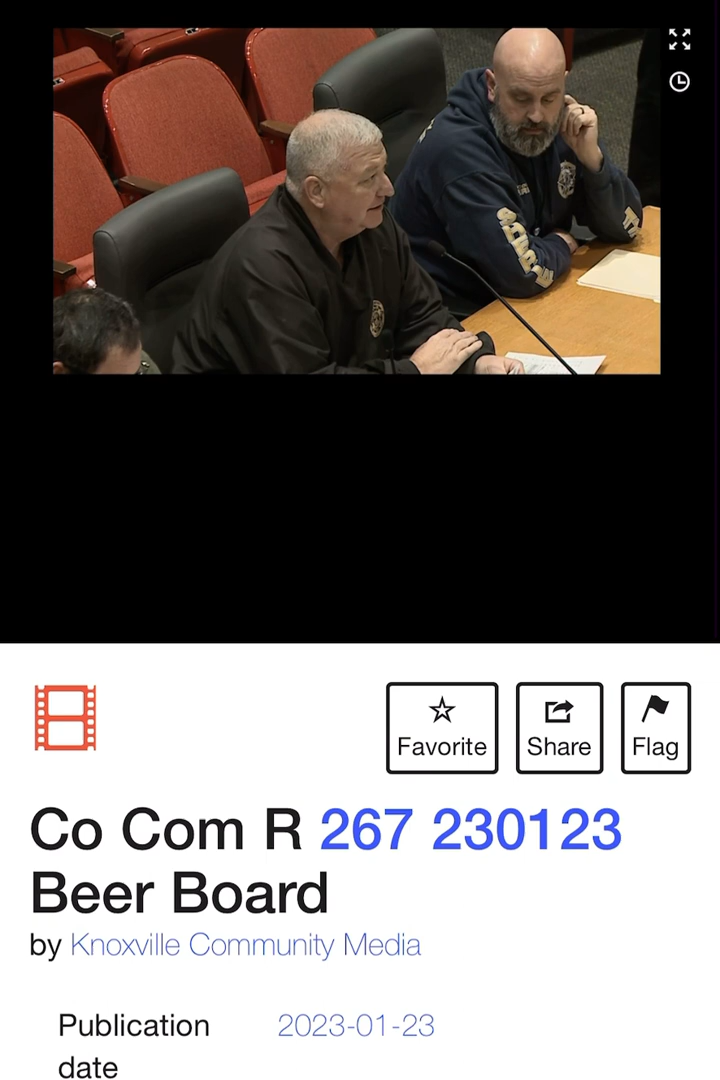 Favorite
Share
Flag
Co Com R 267 230123
Beer Board
by Knoxville Community Media
Publication date
2023-01-23